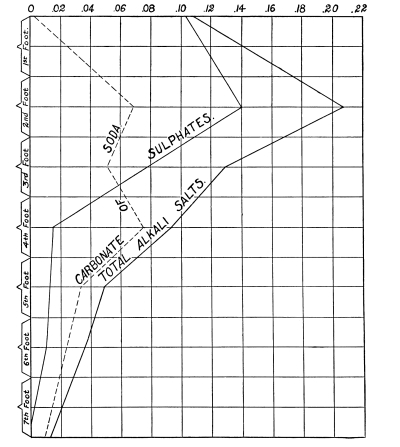 0 .02 .04 .06 .08 .10 .12 .14 .16 .18 .20 .22
1st Foot.
2nd Foot
3rd Foot
4th Foot
5th Foot
6th Foot
7th Foot
SODA
SULPHATES.
OF
CARBONATE
TOTAL ALKALI SALTS.